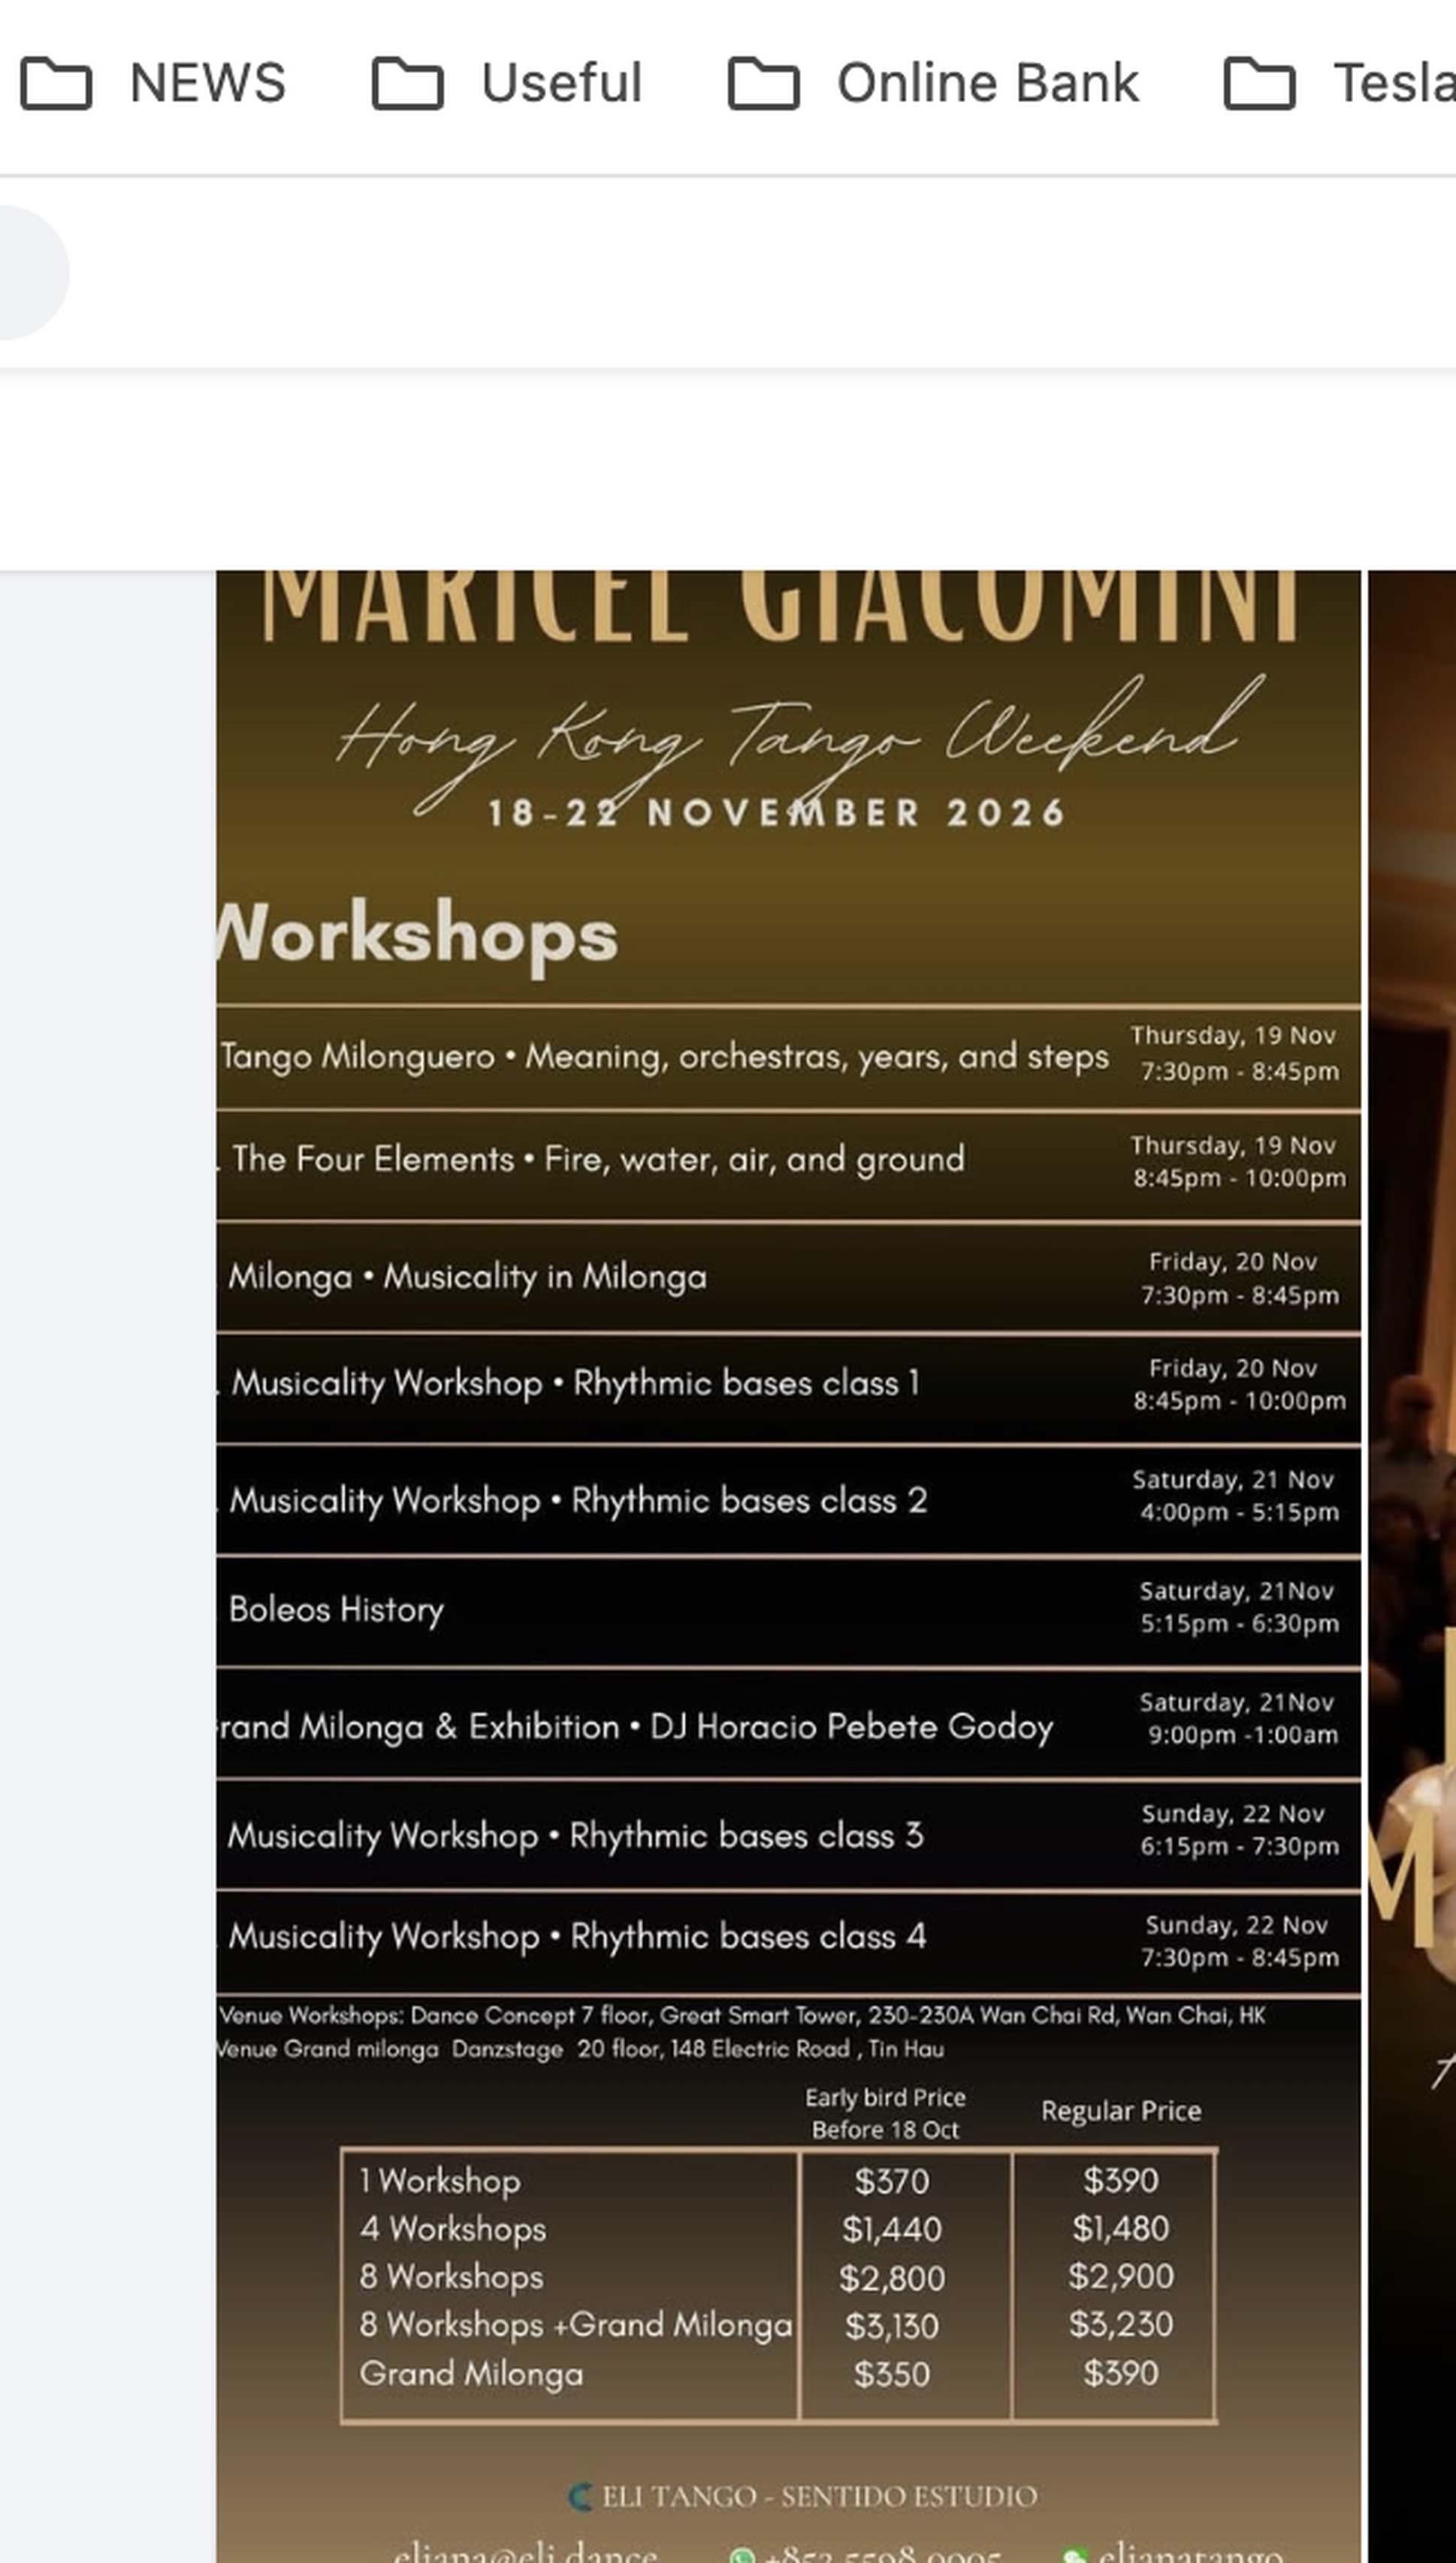 NEWS
Useful
Online Bank
Tesla
MARICEL GIACOMINI
Hong Kong Tango Weekend
18-22 NOVEMBER 2026
Workshops
Tango Milonguero • Meaning, orchestras, years, and steps
Thursday, 19 Nov
7:30pm - 8:45pm
. The Four Elements • Fire, water, air, and ground
Thursday, 19 Nov
8:45pm - 10:00pm
Milonga • Musicality in Milonga
Friday, 20 Nov
7:30pm - 8:45pm
. Musicality Workshop • Rhythmic bases class 1
Friday, 20 Nov
8:45pm - 10:00pm
. Musicality Workshop • Rhythmic bases class 2
Saturday, 21 Nov
4:00pm - 5:15pm
Boleos History
Saturday, 21Nov
5:15pm - 6:30pm
rand Milonga & Exhibition • DJ Horacio Pebete Godoy
Saturday, 21Nov
9:00pm -1:00am
Musicality Workshop • Rhythmic bases class 3
Sunday, 22 Nov
6:15pm - 7:30pm
Musicality Workshop • Rhythmic bases class 4
Sunday, 22 Nov
7:30pm - 8:45pm
Venue Workshops: Dance Concept 7 floor, Great Smart Tower, 230-230A Wan Chai Rd, Wan Chai, HK
Venue Grand milonga Danzstage 20 floor, 148 Electric Road , Tin Hau
Early bird Price
Before 18 Oct
Regular Price
1 Workshop $370 $390
4 Workshops $1,440 $1,480
8 Workshops $2,800 $2,900
8 Workshops +Grand Milonga $3,130 $3,230
Grand Milonga $350 $390
ELI TANGO - SENTIDO ESTUDIO
eliana@eli.dance
elianatango
M